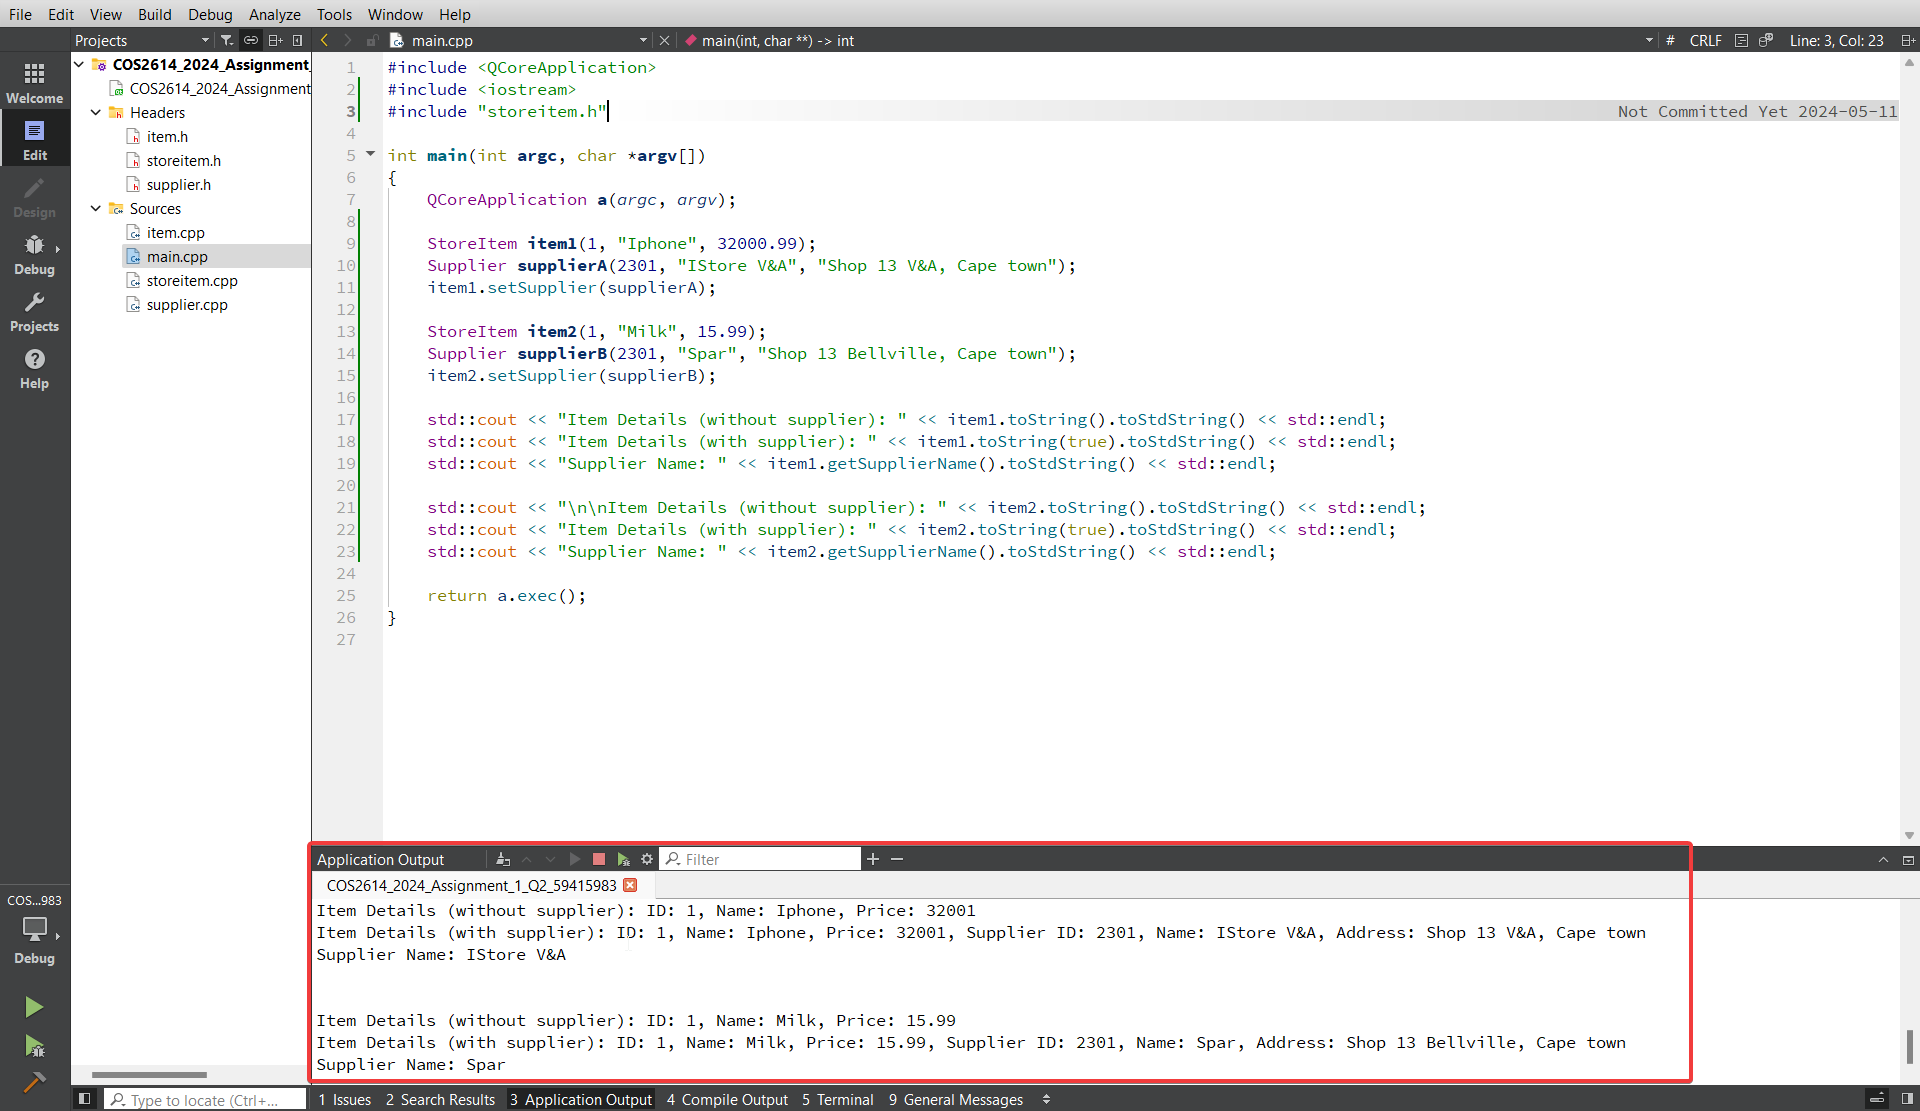 File Edit View Build Debug Analyze Tools Window Help
Projects main.cpp main(int, char **) -> int # CRLF Line: 3, Col: 23
Welcome
Edit
Design
Debug
Projects
Help
COS2614_2024_Assignment_
COS2614_2024_Assignment
Headers
item.h
storeitem.h
supplier.h
Sources
item.cpp
main.cpp
storeitem.cpp
supplier.cpp
1 #include <QCoreApplication>
2 #include <iostream>
3 #include "storeitem.h" Not Committed Yet 2024-05-11
4
5 int main(int argc, char *argv[])
6 {
7 QCoreApplication a(argc, argv);
8
9 StoreItem item1(1, "Iphone", 32000.99);
10 Supplier supplierA(2301, "IStore V&A", "Shop 13 V&A, Cape town");
11 item1.setSupplier(supplierA);
12
13 StoreItem item2(1, "Milk", 15.99);
14 Supplier supplierB(2301, "Spar", "Shop 13 Bellville, Cape town");
15 item2.setSupplier(supplierB);
16
17 std::cout << "Item Details (without supplier): " << item1.toString().toStdString() << std::endl;
18 std::cout << "Item Details (with supplier): " << item1.toString(true).toStdString() << std::endl;
19 std::cout << "Supplier Name: " << item1.getSupplierName().toStdString() << std::endl;
20
21 std::cout << "\n\nItem Details (without supplier): " << item2.toString().toStdString() << std::endl;
22 std::cout << "Item Details (with supplier): " << item2.toString(true).toStdString() << std::endl;
23 std::cout << "Supplier Name: " << item2.getSupplierName().toStdString() << std::endl;
24
25 return a.exec();
26 }
27
Application Output Filter
COS2614_2024_Assignment_1_Q2_59415983
Item Details (without supplier): ID: 1, Name: Iphone, Price: 32001
Item Details (with supplier): ID: 1, Name: Iphone, Price: 32001, Supplier ID: 2301, Name: IStore V&A, Address: Shop 13 V&A, Cape town
Supplier Name: IStore V&A
Item Details (without supplier): ID: 1, Name: Milk, Price: 15.99
Item Details (with supplier): ID: 1, Name: Milk, Price: 15.99, Supplier ID: 2301, Name: Spar, Address: Shop 13 Bellville, Cape town
Supplier Name: Spar
COS...983
Debug
Type to locate (Ctrl+... 1 Issues 2 Search Results 3 Application Output 4 Compile Output 5 Terminal 9 General Messages